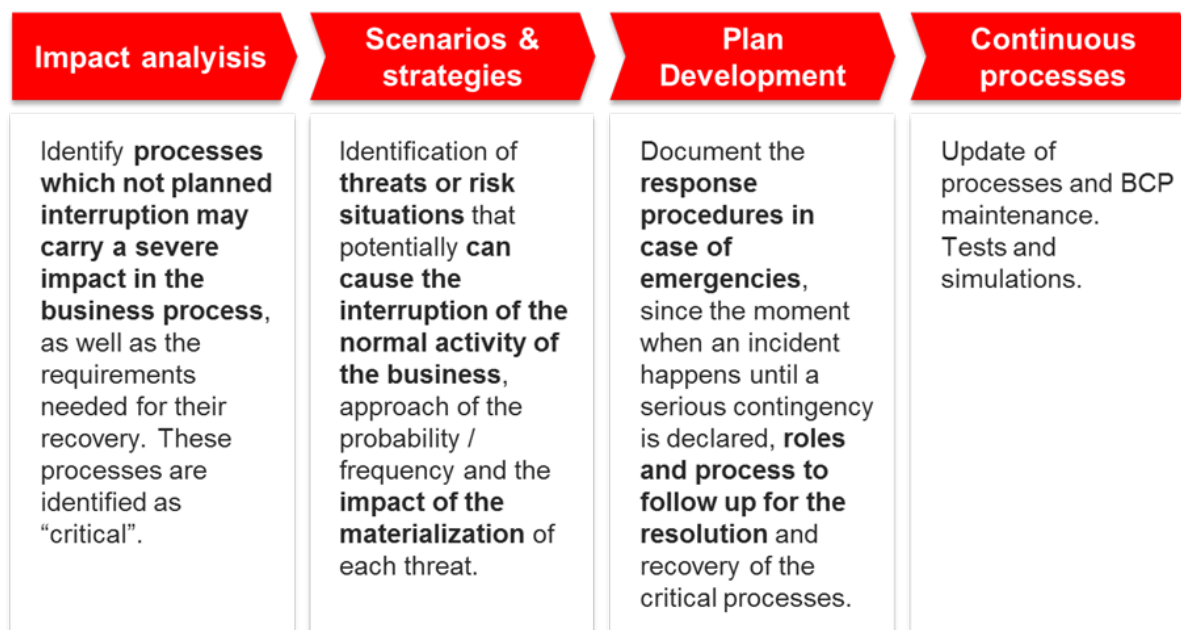 Impact analyisis
Identify processes
which not planned
interruption may
carry a severe
impact in the
business process,
as well as the
requirements
needed for their
recovery. These
processes are
identified as
“critical”.
Scenarios &
strategies
Identification of
threats or risk
situations that
potentially can
cause the
interruption of the
normal activity of
the business,
approach of the
probability /
frequency and the
impact of the
materialization of
each threat.
Plan
Development
Document the
response
procedures in
case of
emergencies,
since the moment
when an incident
happens until a
serious contingency
is declared, roles
and process to
follow up for the
resolution and
recovery of the
critical processes.
Continuous
processes
Update of
processes and BCP
maintenance.
Tests and
simulations.